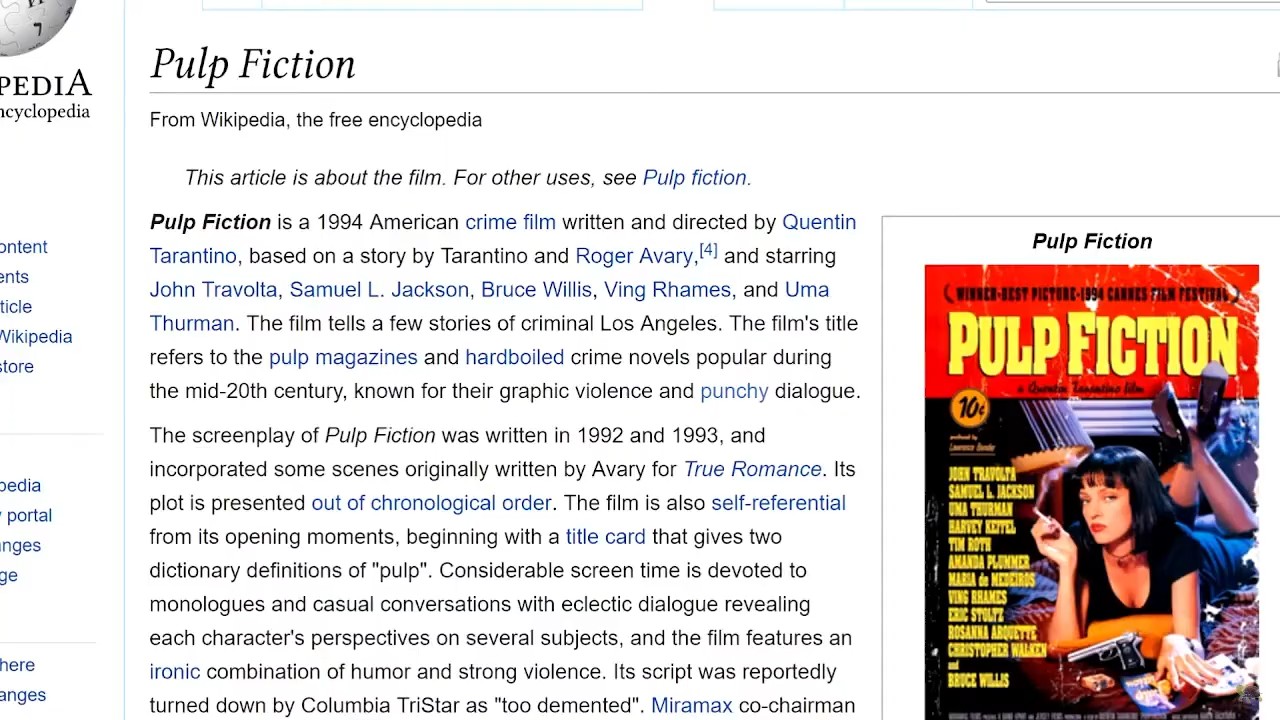 7
PEDIA
ncyclopedia
ontent
ents
ticle
Wikipedia
store
pedia
y portal
anges
ge
here
anges
Pulp Fiction
From Wikipedia, the free encyclopedia
This article is about the film. For other uses, see Pulp fiction.
Pulp Fiction is a 1994 American crime film written and directed by Quentin
Tarantino, based on a story by Tarantino and Roger Avary,[4] and starring
John Travolta, Samuel L. Jackson, Bruce Willis, Ving Rhames, and Uma
Thurman. The film tells a few stories of criminal Los Angeles. The film's title
refers to the pulp magazines and hardboiled crime novels popular during
the mid-20th century, known for their graphic violence and punchy dialogue.
The screenplay of Pulp Fiction was written in 1992 and 1993, and
incorporated some scenes originally written by Avary for True Romance. Its
plot is presented out of chronological order. The film is also self-referential
from its opening moments, beginning with a title card that gives two
dictionary definitions of "pulp". Considerable screen time is devoted to
monologues and casual conversations with eclectic dialogue revealing
each character's perspectives on several subjects, and the film features an
ironic combination of humor and strong violence. Its script was reportedly
turned down by Columbia TriStar as "too demented". Miramax co-chairman
Pulp Fiction
WINNER-BEST PICTURE-1994 CANNES FILM FESTIVAL
PULP FICTION
a Quentin Tarantino film
10¢
produced by
Lawrence Bender
JOHN TRAVOLTA
SAMUEL L. JACKSON
UMA THURMAN
HARVEY KEITEL
TIM ROTH
AMANDA PLUMMER
MARIA de MEDEIROS
VING RHAMES
ERIC STOLTZ
ROSANNA ARQUETTE
CHRISTOPHER WALKEN
and
BRUCE WILLIS